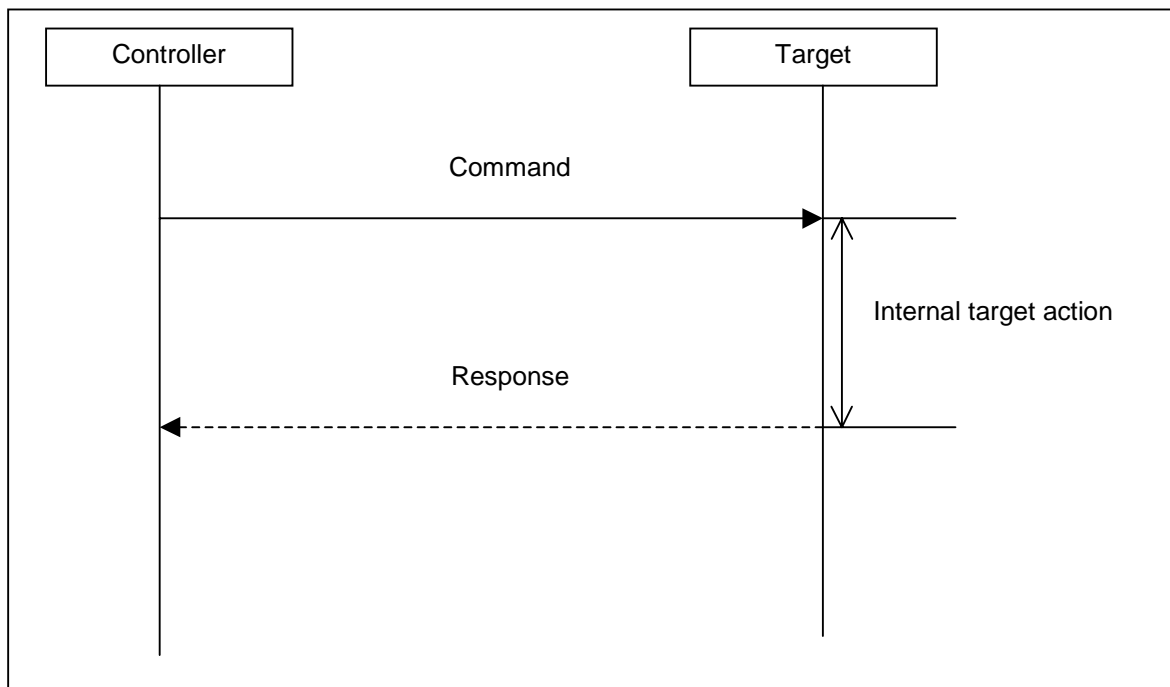 Controller
Target
Command
Internal target action
Response